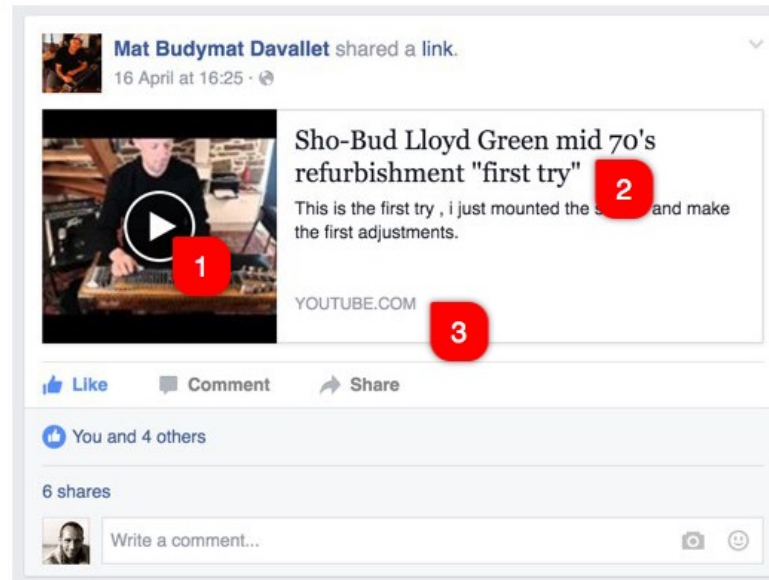 Mat Budymat Davallet shared a link.
16 April at 16:25 ·
Sho-Bud Lloyd Green mid 70's
refurbishment "first try"
2
This is the first try , i just mounted the and make
the first adjustments.
1
YOUTUBE.COM
3
Like Comment Share
You and 4 others
6 shares
Write a comment...